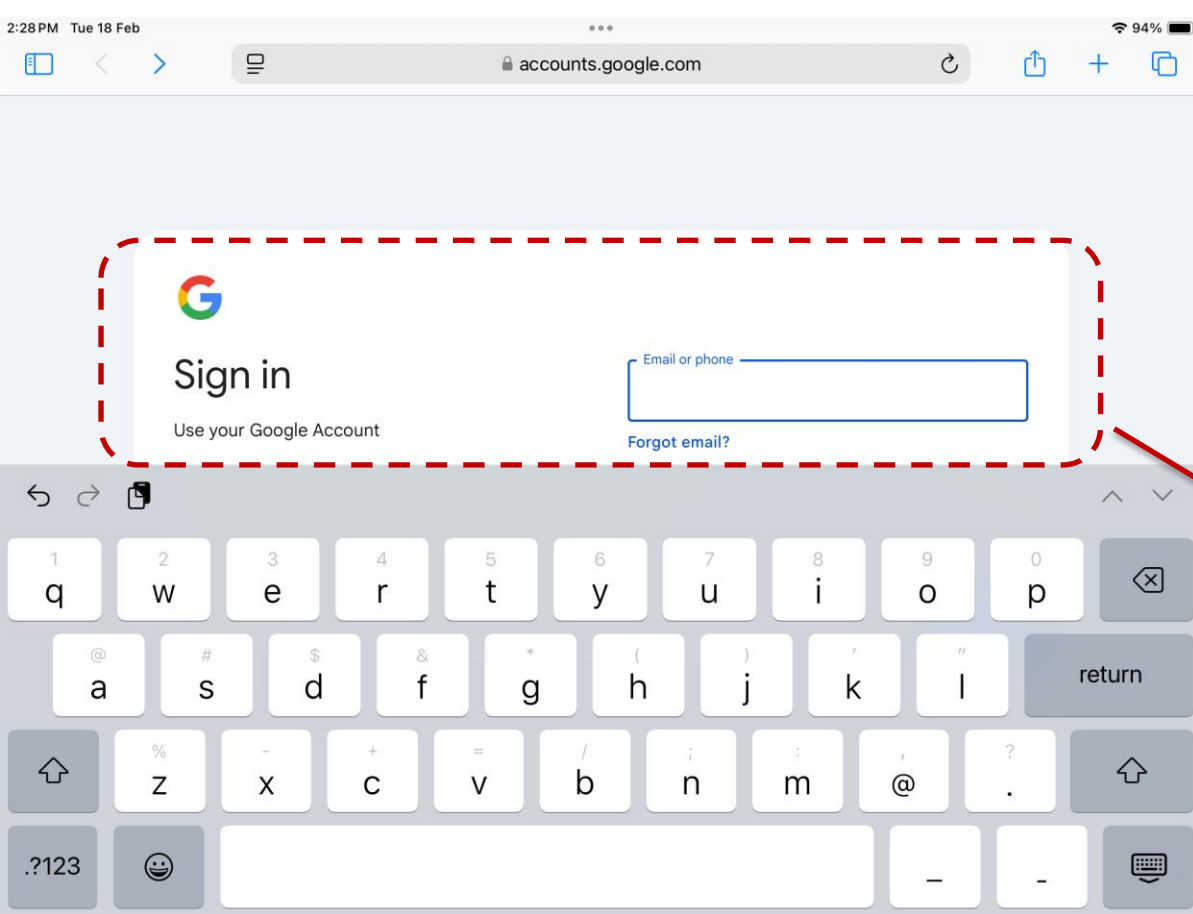 2:28 PM Tue 18 Feb 94%
accounts.google.com
G
Sign in
Email or phone
Use your Google Account
Forgot email?
1 2 3 4 5 6 7 8 9 0
q w e r t y u i o p
@ # $ & * ( ) ' "
a s d f g h j k l return
% - + = / ; : , ?
z x c v b n m @ .
.?123 _ -